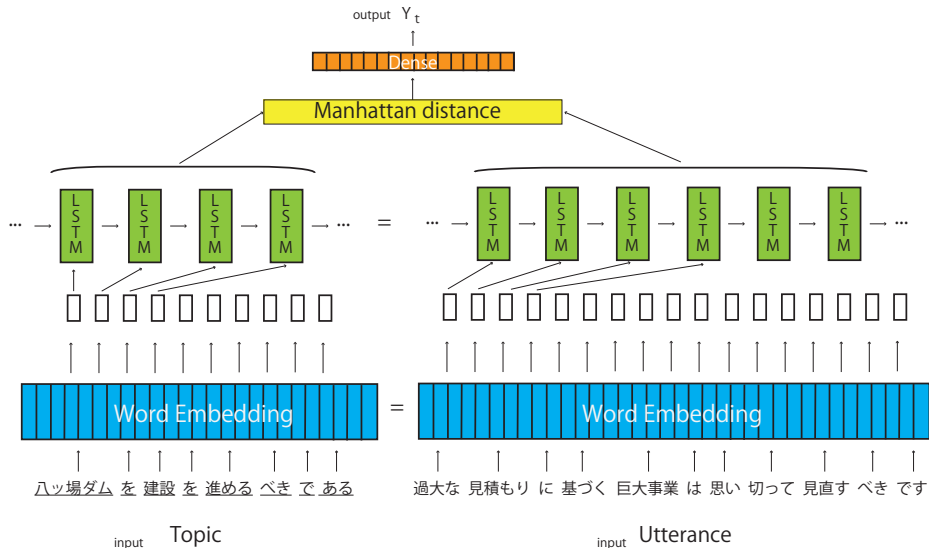 output Y t
Dense
Manhattan distance
LSTM LSTM LSTM LSTM LSTM LSTM LSTM LSTM LSTM LSTM
... ... = ... ...
Word Embedding = Word Embedding
八ッ場ダム を 建設 を 進める べき で ある 過大な 見積もり に 基づく 巨大事業 は 思い 切って 見直す べき です
input Topic input Utterance